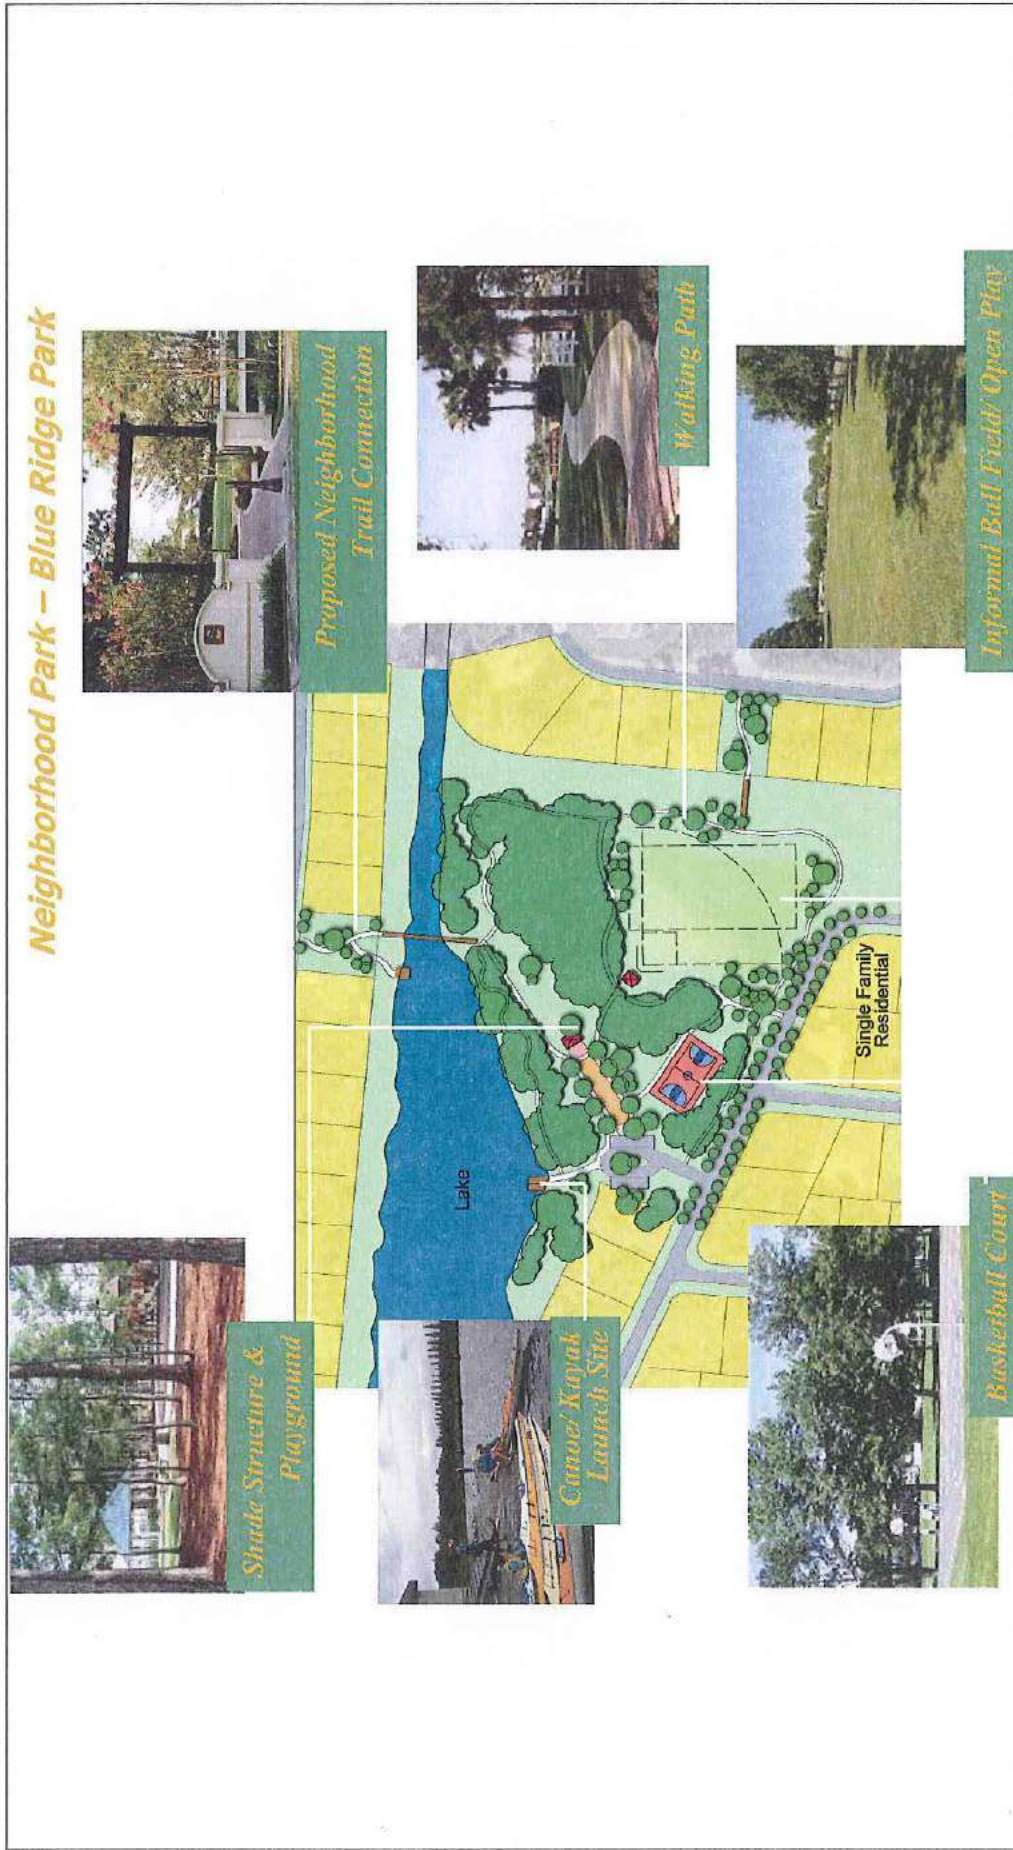 Neighborhood Park – Blue Ridge Park
Shade Structure &
Playground
Proposed Neighborhood
Trail Connection
Canoe/ Kayak
Launch Site
Walking Path
Lake
Single Family
Residential
Basketball Court
Informal Ball Field/ Open Play